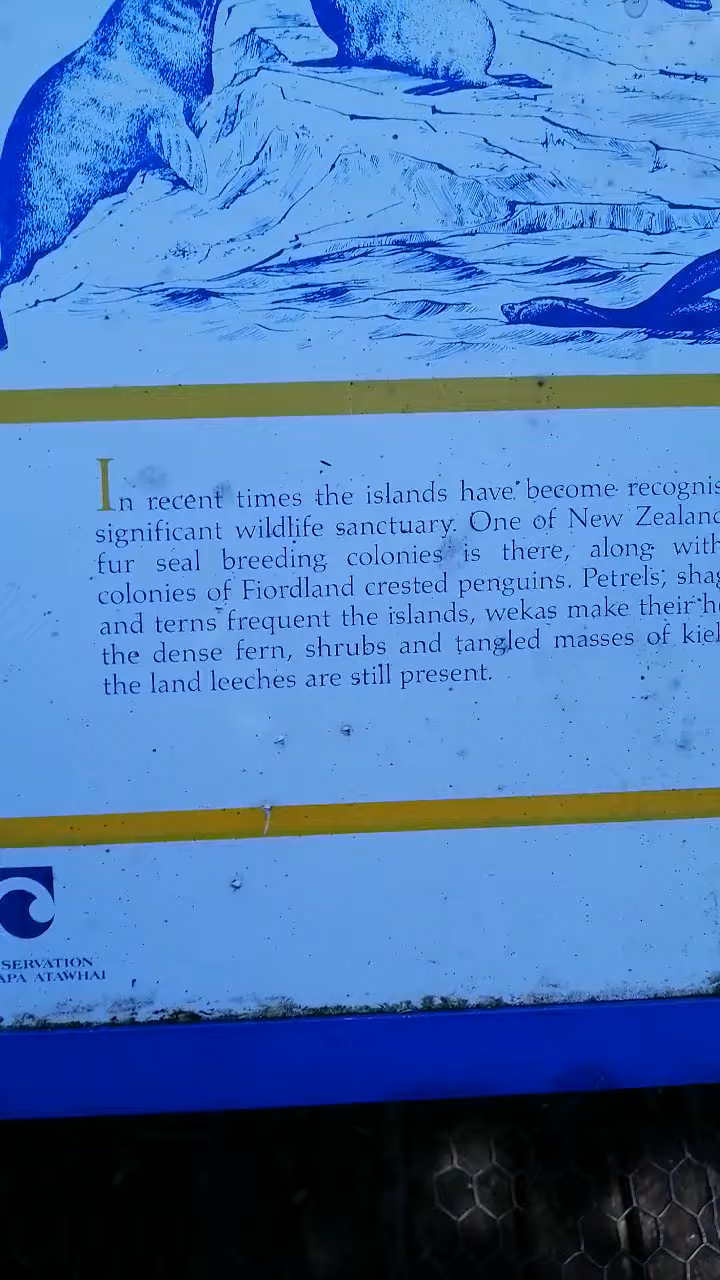 In recent times the islands have become recognis
significant wildlife sanctuary. One of New Zealand
fur seal breeding colonies is there, along with
colonies of Fiordland crested penguins. Petrels, shag
and terns frequent the islands, wekas make their ho
the dense fern, shrubs and tangled masses of kiek
the land leeches are still present.
SERVATION
APA ATAWHAI